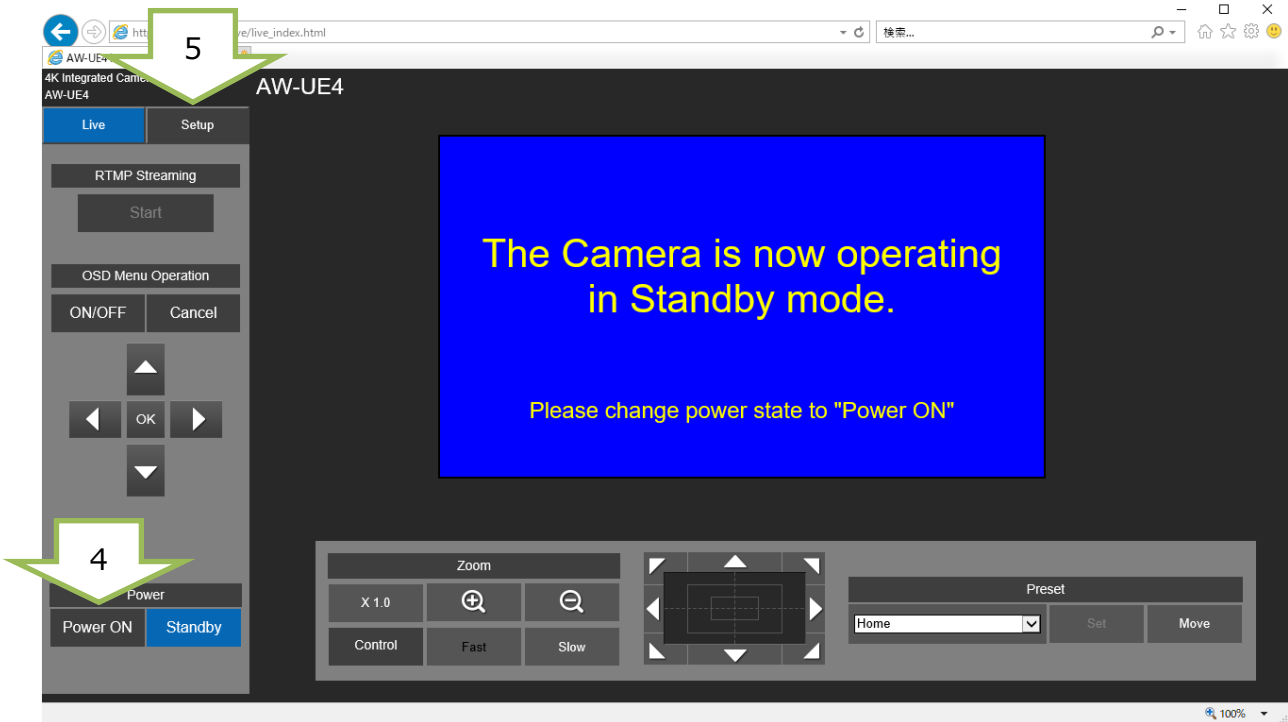 /live_index.html
検索...
5
AW-UE4
4K Integrated Came
AW-UE4
AW-UE4
Live
Setup
RTMP Streaming
Start
OSD Menu Operation
ON/OFF
Cancel
OK
The Camera is now operating
in Standby mode.
Please change power state to "Power ON"
4
Power
Power ON
Standby
Zoom
X 1.0
Control
Fast
Slow
Preset
Home
Set
Move
100%